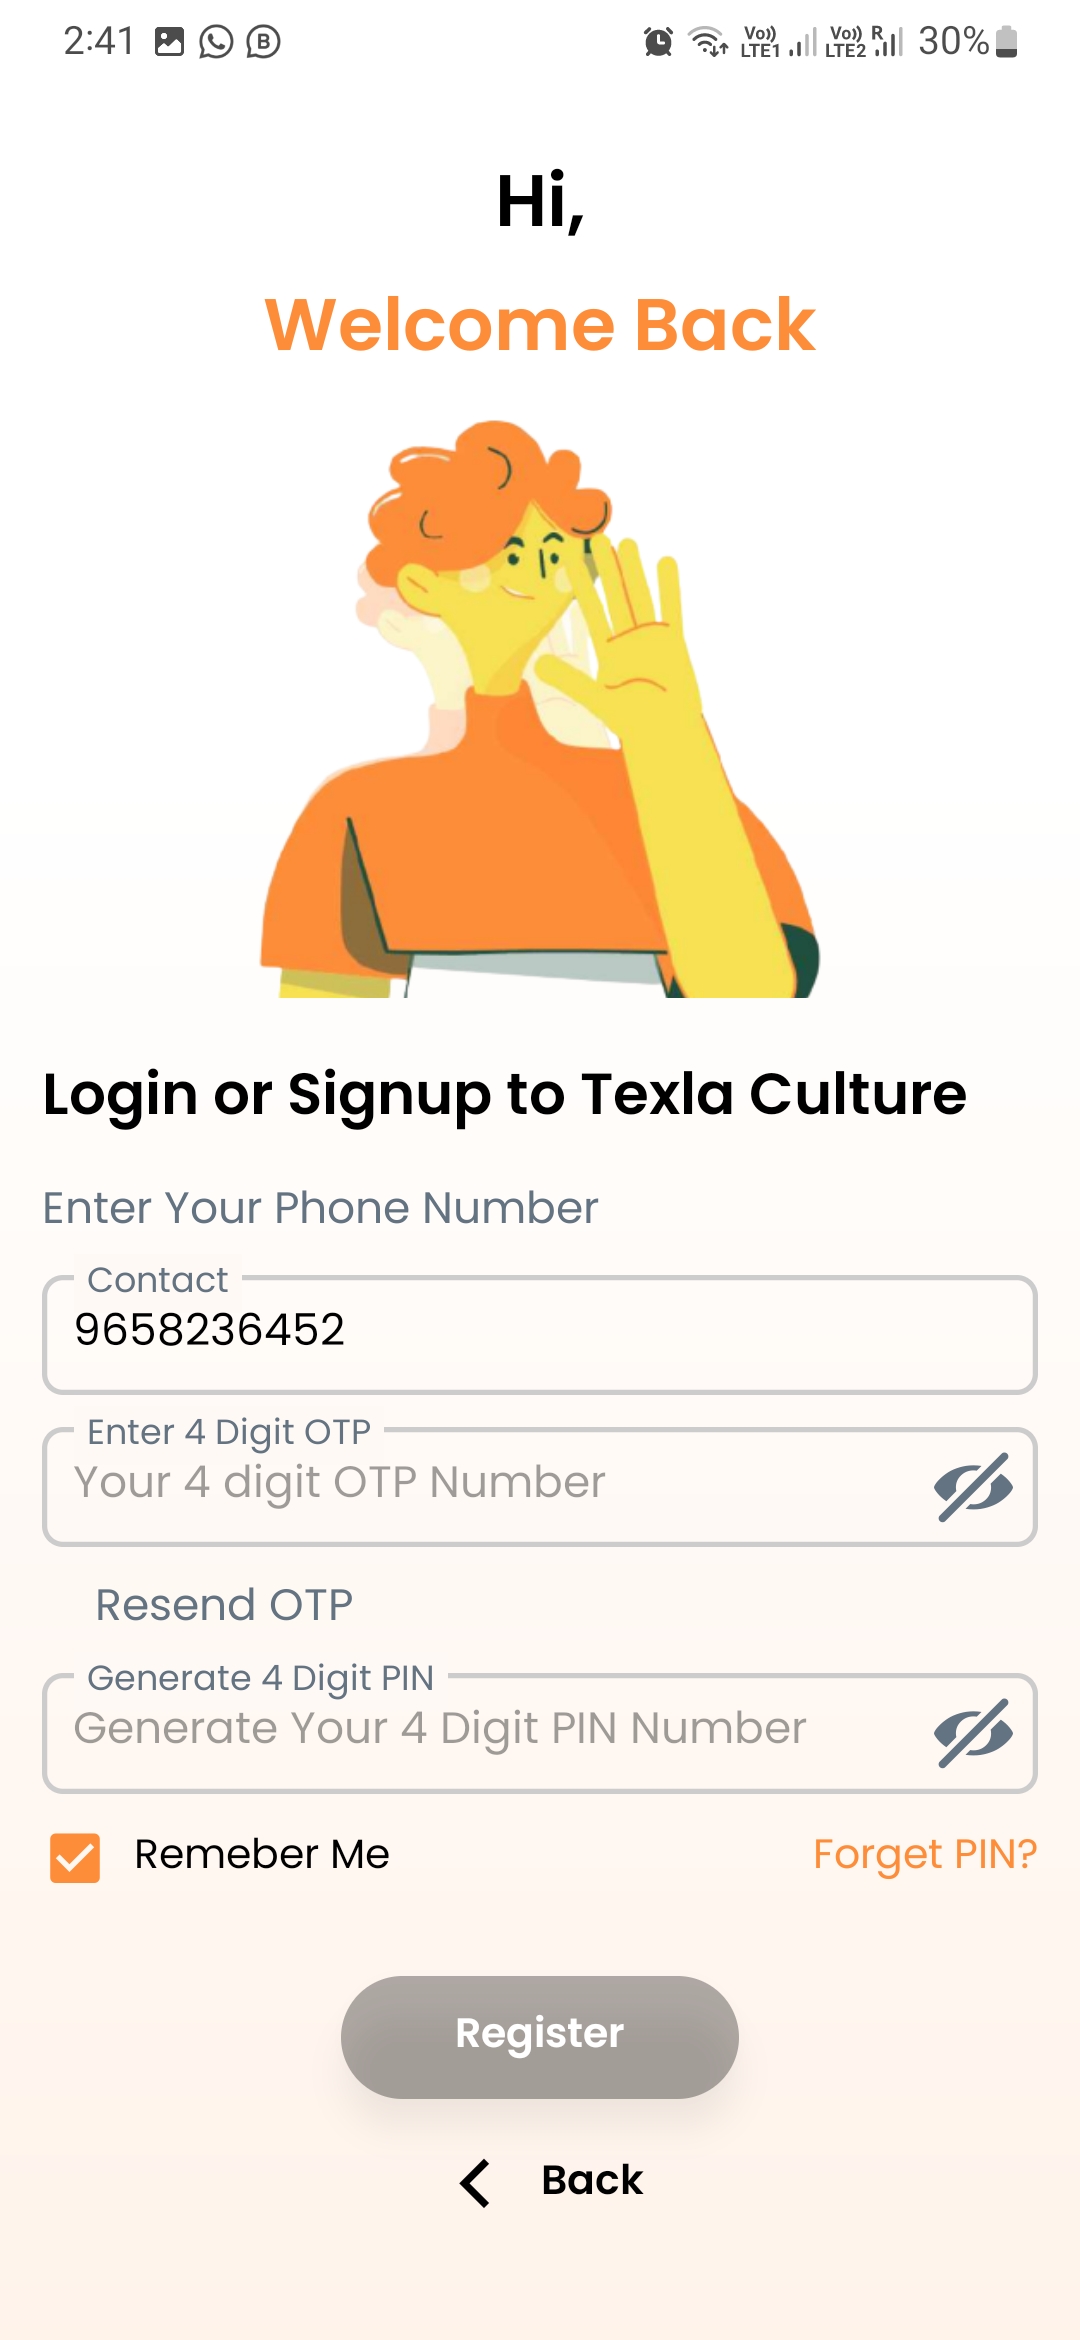 2:41 B Vo)) LTE1 Vo)) LTE2 R 30%
Hi,
Welcome Back
Login or Signup to Texla Culture
Enter Your Phone Number
Contact
9658236452
Enter 4 Digit OTP
Your 4 digit OTP Number
Resend OTP
Generate 4 Digit PIN
Generate Your 4 Digit PIN Number
Remeber Me Forget PIN?
Register
Back